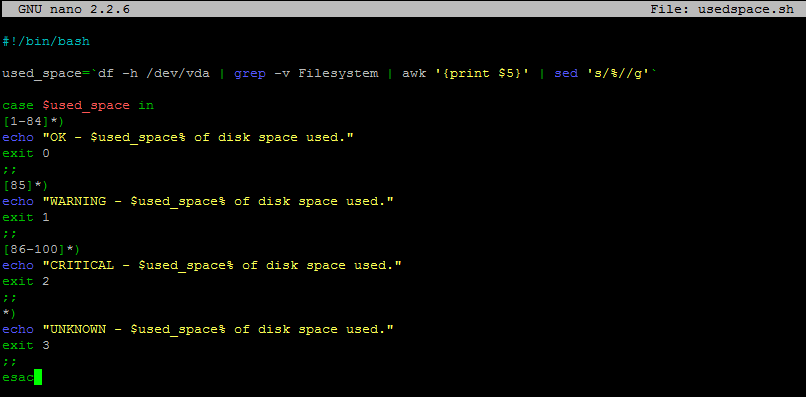 GNU nano 2.2.6 File: usedspace.sh
#!/bin/bash
used_space=`df -h /dev/vda | grep -v Filesystem | awk '{print $5}' | sed 's/%//g'`
case $used_space in
[1-84]*)
echo "OK - $used_space% of disk space used."
exit 0
;;
[85]*)
echo "WARNING - $used_space% of disk space used."
exit 1
;;
[86-100]*)
echo "CRITICAL - $used_space% of disk space used."
exit 2
;;
*)
echo "UNKNOWN - $used_space% of disk space used."
exit 3
;;
esac